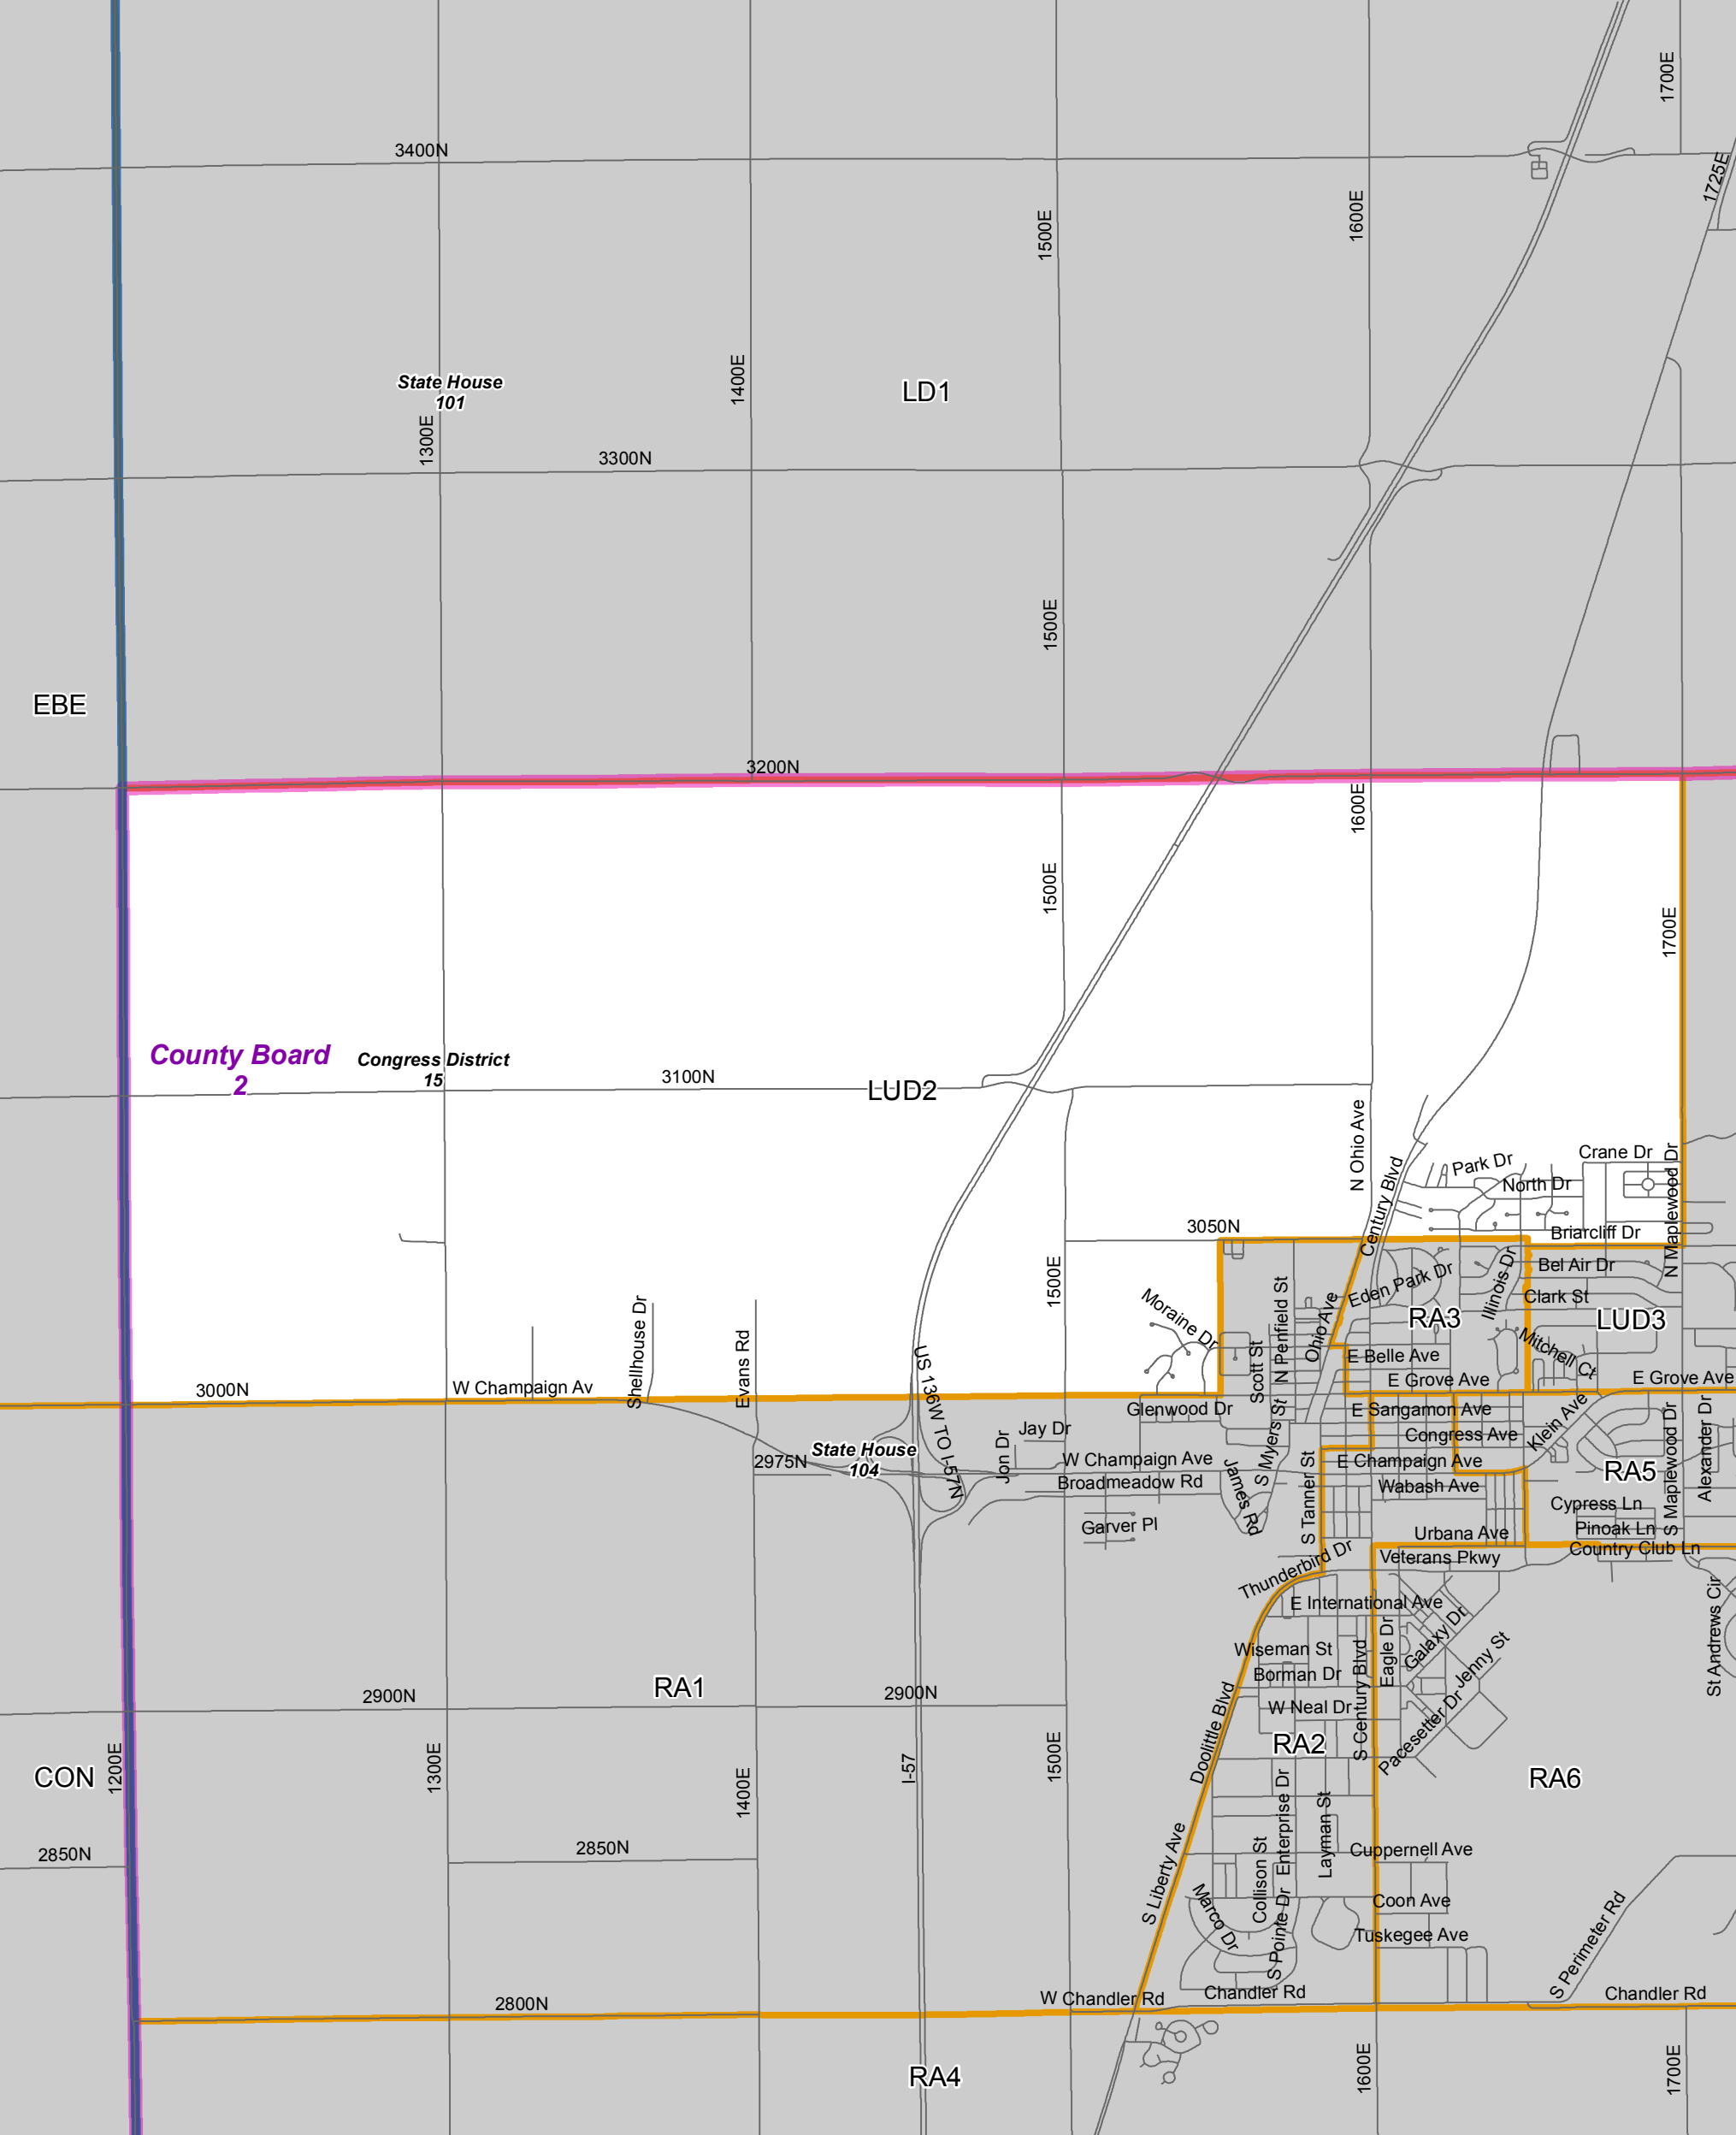 1700E
3400N
1725E
1600E
1500E
State House
101
1400E
LD1
1300E
3300N
1500E
EBE
3200N
1600E
1500E
1700E
County Board
2
Congress District
15
3100N
LUD2
N Ohio Ave
Century Blvd
Park Dr
Crane Dr
North Dr
N Maplewood Dr
3050N
Briarcliff Dr
Bel Air Dr
1500E
Moraine Dr
N Penfield St
Eden Park Dr
Illinois Dr
Clark St
Ohio Ave
RA3
LUD3
Shellhouse Dr
Evans Rd
US 136W TO I-57N
Scott St
E Belle Ave
Mitchell Ct
3000N
W Champaign Av
E Grove Ave
E Grove Ave
Glenwood Dr
E Sangamon Ave
Klein Ave
Jay Dr
Jon Dr
S Myers St
Congress Ave
S Maplewood Dr
Alexander Dr
State House
104
2975N
W Champaign Ave
E Champaign Ave
RA5
Broadmeadow Rd
James Rd
S Tanner St
Wabash Ave
Cypress Ln
Garver Pl
Urbana Ave
Pinoak Ln
Country Club Ln
Thunderbird Dr
Veterans Pkwy
E International Ave
St Andrews Cir
Wiseman St
Eagle Dr
Galaxy Dr
Jenny St
Borman Dr
RA1
2900N
2900N
W Neal Dr
S Century Blvd
Pacesetter Dr
Doolittle Blvd
RA2
CON
1200E
1300E
1400E
I-57
1500E
RA6
Enterprise Dr
Layman St
2850N
2850N
S Liberty Ave
Collison St
Cuppernell Ave
Marco Dr
S Pointe Dr
Coon Ave
Tuskegee Ave
S Perimeter Rd
2800N
W Chandler Rd
Chandler Rd
Chandler Rd
RA4
1600E
1700E